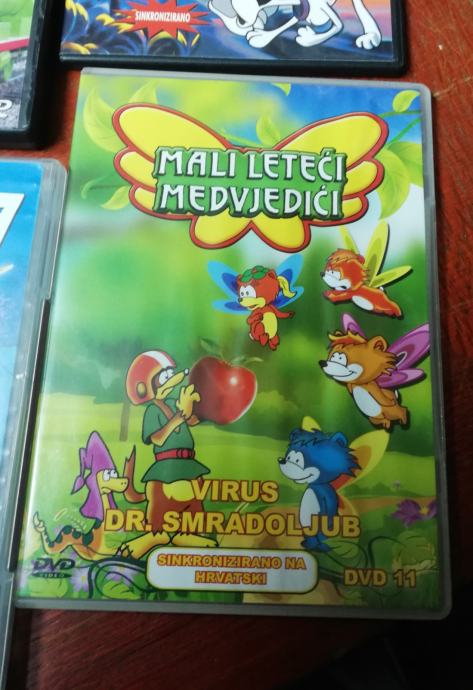 SINKRONIZIRANO
MALI LETEĆI
MEDVJEDIĆI
VIRUS
DR. SMRADOLJUB
SINKRONIZIRANO NA
HRVATSKI
DVD
VIDEO
DVD 11